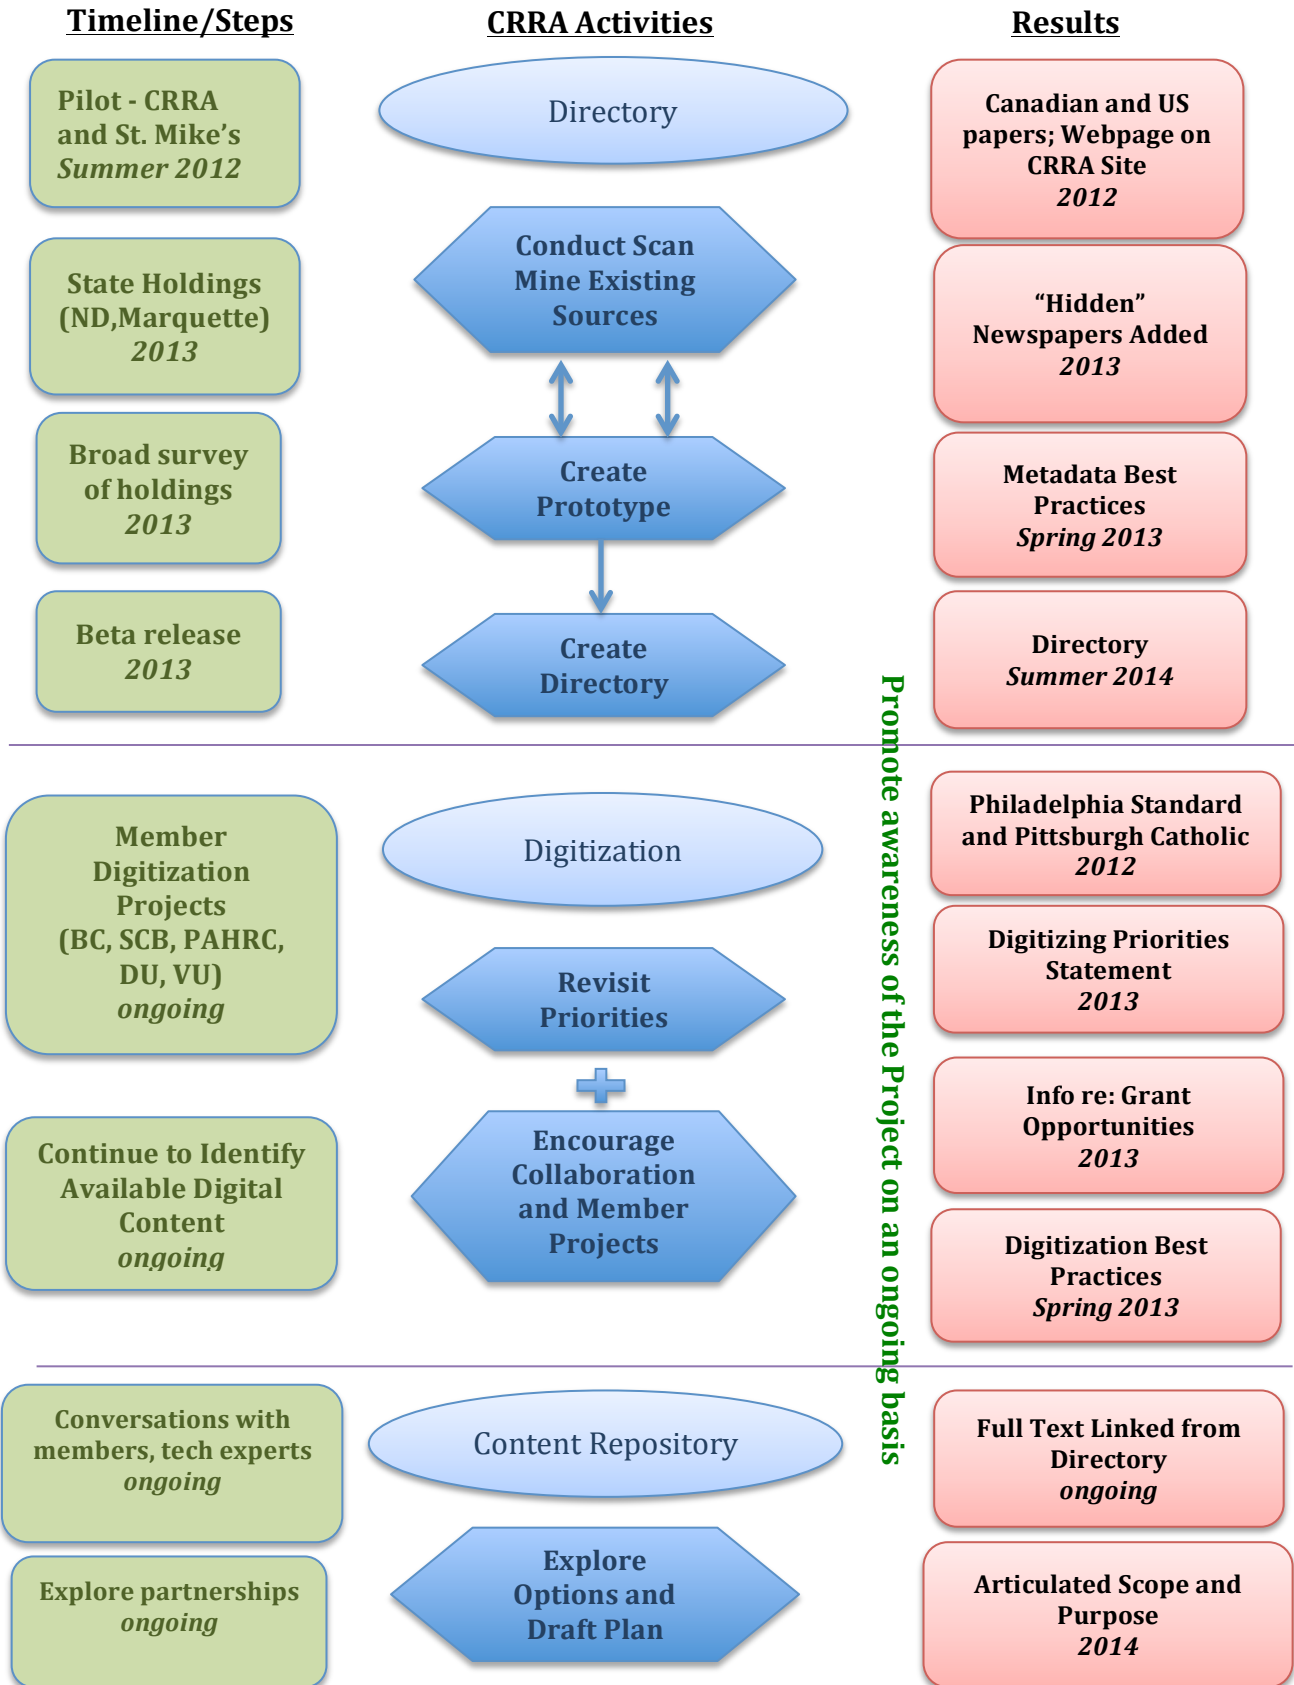 Timeline/Steps
CRRA Activities
Results
Pilot - CRRA
and St. Mike’s
Summer 2012
Directory
Canadian and US
papers; Webpage on
CRRA Site
2012
State Holdings
(ND,Marquette)
2013
Conduct Scan
Mine Existing
Sources
“Hidden”
Newspapers Added
2013
Broad survey
of holdings
2013
Create
Prototype
Metadata Best
Practices
Spring 2013
Beta release
2013
Create
Directory
Directory
Summer 2014
Promote awareness of the Project on an ongoing basis
Member
Digitization
Projects
(BC, SCB, PAHRC,
DU, VU)
ongoing
Digitization
Philadelphia Standard
and Pittsburgh Catholic
2012
Revisit
Priorities
Digitizing Priorities
Statement
2013
Continue to Identify
Available Digital
Content
ongoing
Encourage
Collaboration
and Member
Projects
Info re: Grant
Opportunities
2013
Digitization Best
Practices
Spring 2013
Conversations with
members, tech experts
ongoing
Content Repository
Full Text Linked from
Directory
ongoing
Explore partnerships
ongoing
Explore
Options and
Draft Plan
Articulated Scope and
Purpose
2014